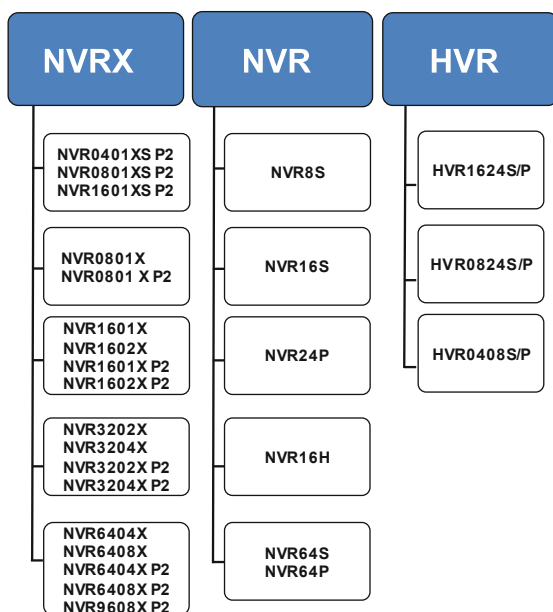 NVRX
NVR0401XS P2
NVR0801XS P2
NVR1601XS P2
NVR0801X
NVR0801 X P2
NVR1601X
NVR1602X
NVR1601X P2
NVR1602X P2
NVR3202X
NVR3204X
NVR3202X P2
NVR3204X P2
NVR6404X
NVR6408X
NVR6404X P2
NVR6408X P2
NVR9608X P2
NVR
NVR8S
NVR16S
NVR24P
NVR16H
NVR64S
NVR64P
HVR
HVR1624S/P
HVR0824S/P
HVR0408S/P